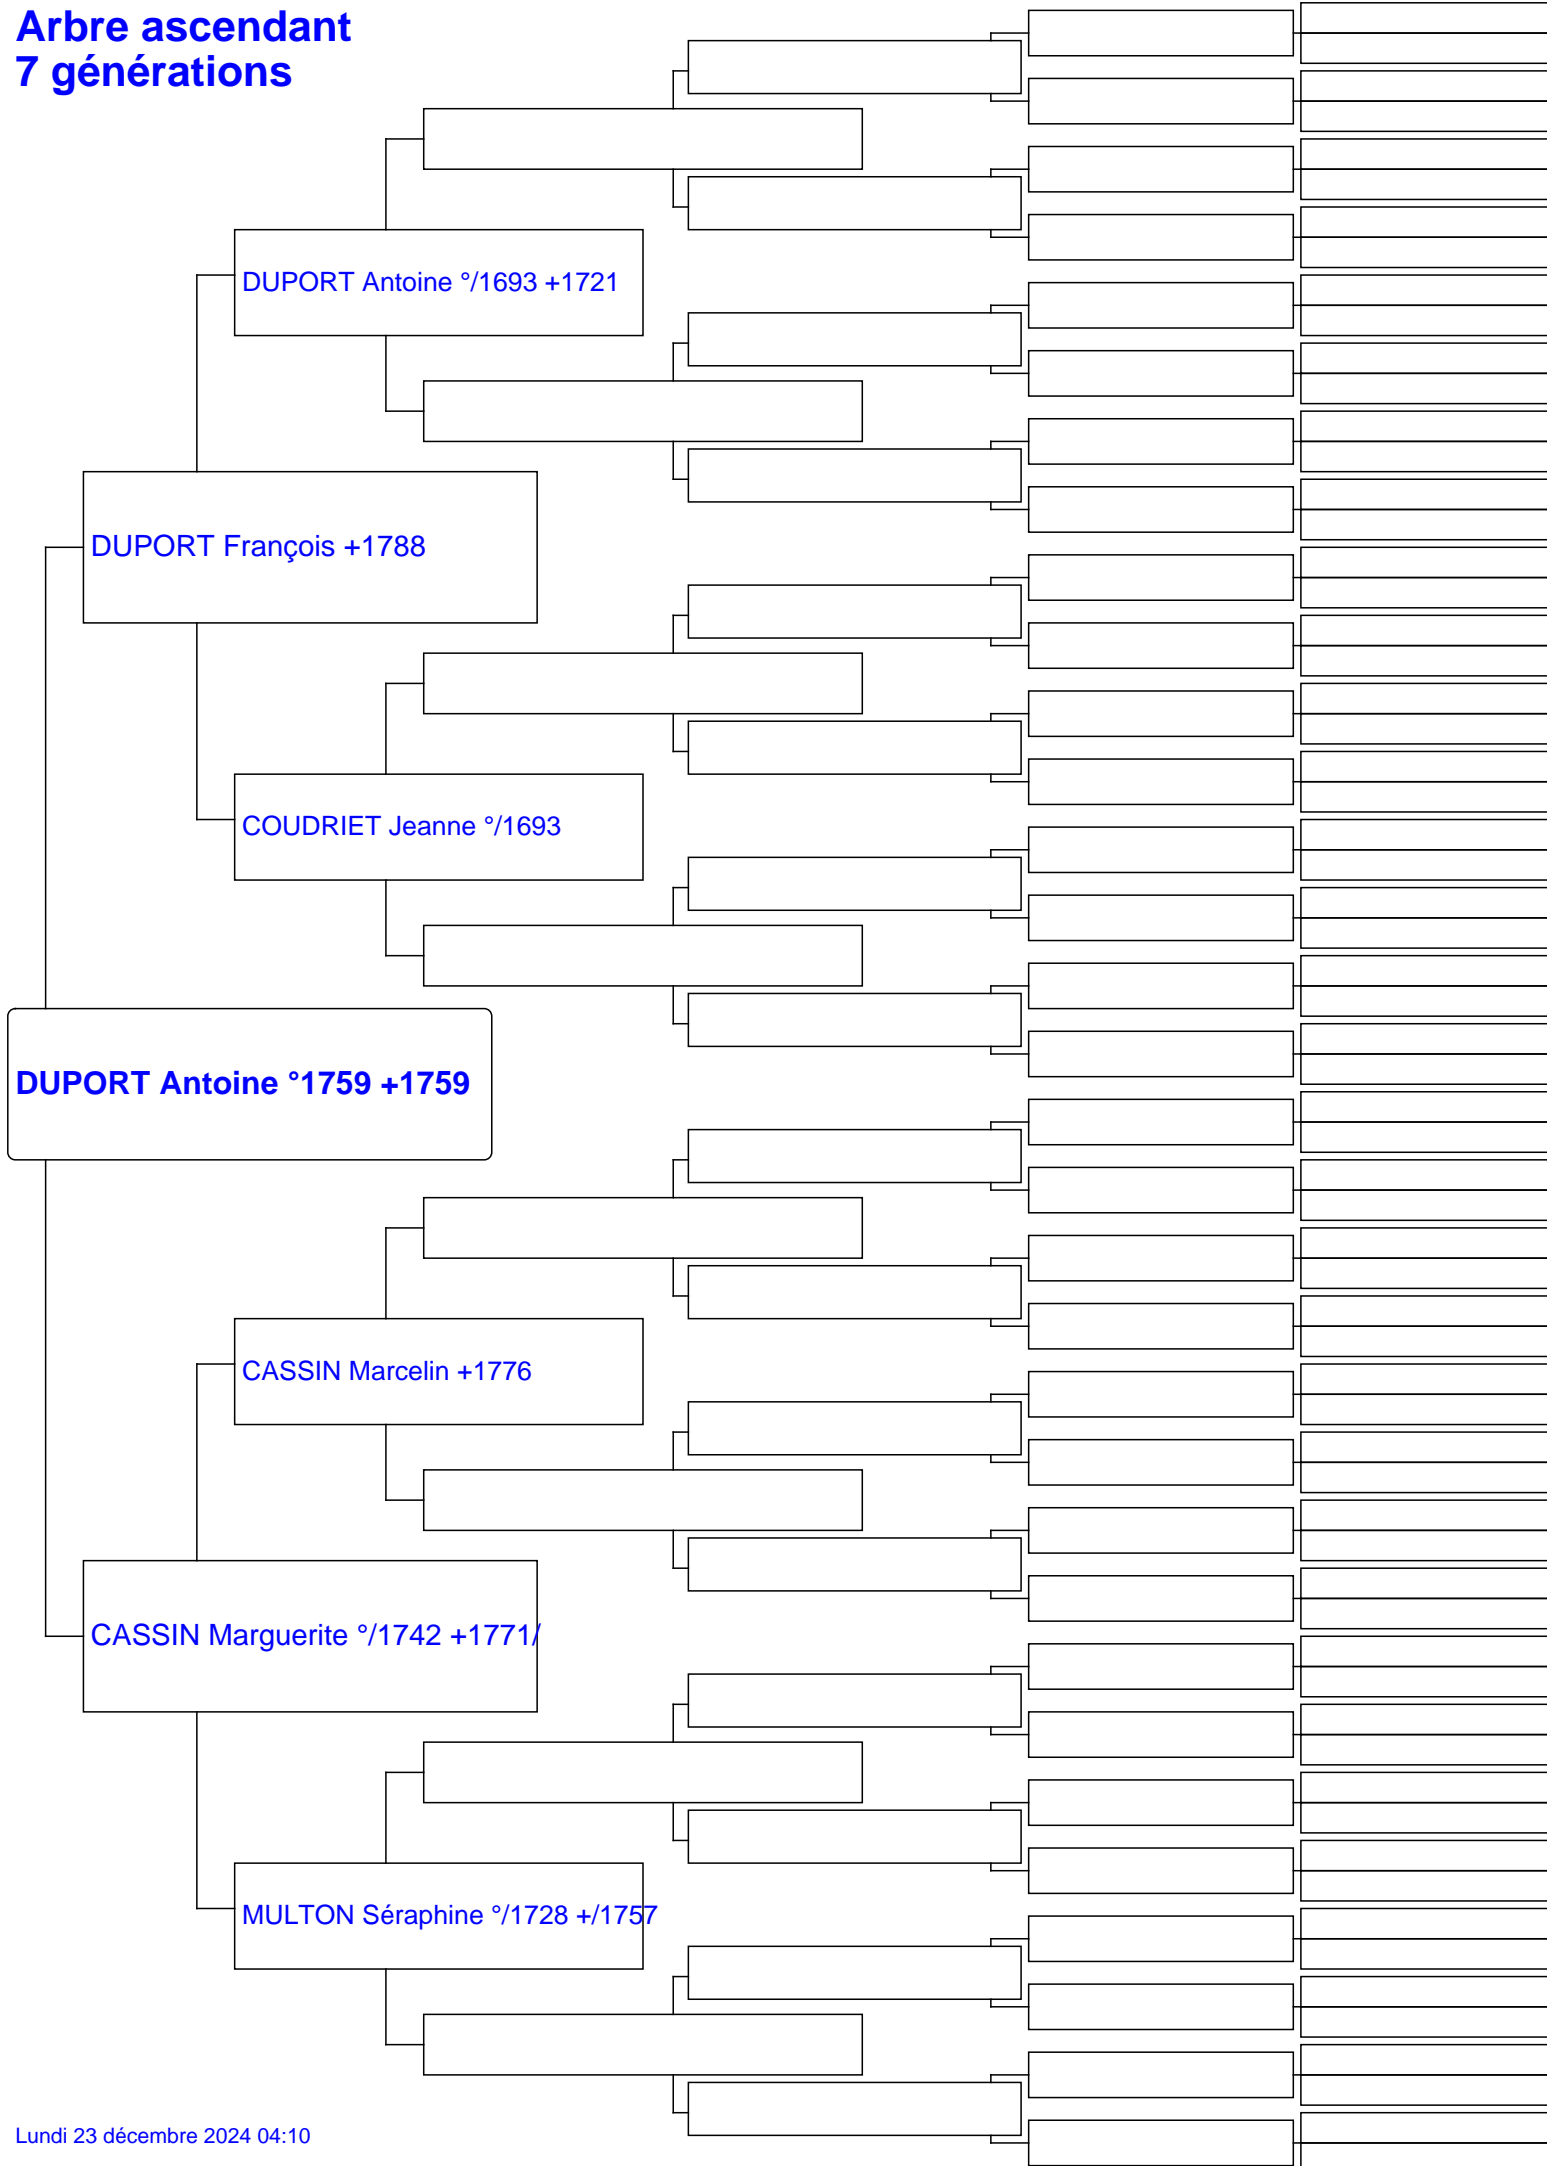 Arbre ascendant
7 générations
DUPORT Antoine °/1693 +1721
DUPORT François +1788
COUDRIET Jeanne °/1693
DUPORT Antoine °1759 +1759
CASSIN Marcelin +1776
CASSIN Marguerite °/1742 +1771/
MULTON Séraphine °/1728 +/1757
Lundi 23 décembre 2024 04:10